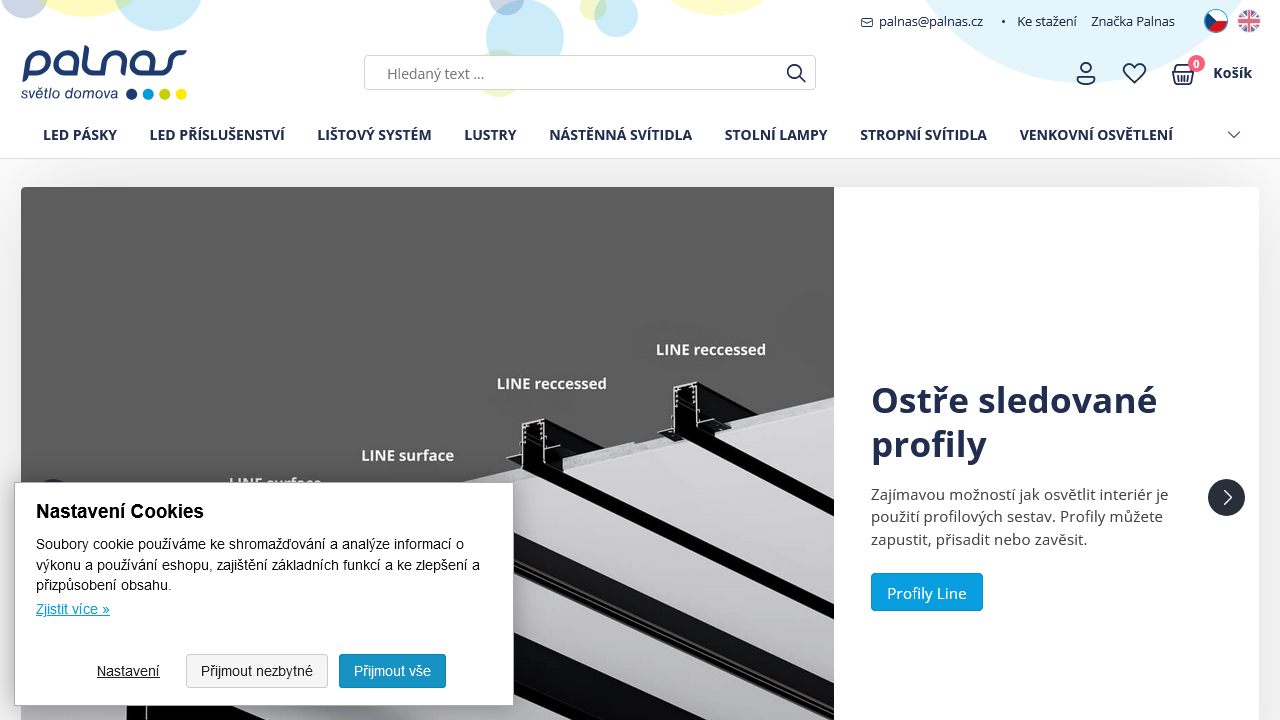 palnas@palnas.cz • Ke stažení Značka Palnas
palnas
světlo domova
Hledaný text ...
0
Košík
LED PÁSKY LED PŘÍSLUŠENSTVÍ LIŠTOVÝ SYSTÉM LUSTRY NÁSTĚNNÁ SVÍTIDLA STOLNÍ LAMPY STROPNÍ SVÍTIDLA VENKOVNÍ OSVĚTLENÍ
LINE reccessed
LINE reccessed
LINE surface
LINE surface
Ostře sledované
profily
Zajímavou možností jak osvětlit interiér je
použití profilových sestav. Profily můžete
zapustit, přisadit nebo zavěsit.
Profily Line
Nastavení Cookies
Soubory cookie používáme ke shromažďování a analýze informací o
výkonu a používání eshopu, zajištění základních funkcí a ke zlepšení a
přizpůsobení obsahu.
Zjistit více »
Nastavení Přijmout nezbytné Přijmout vše